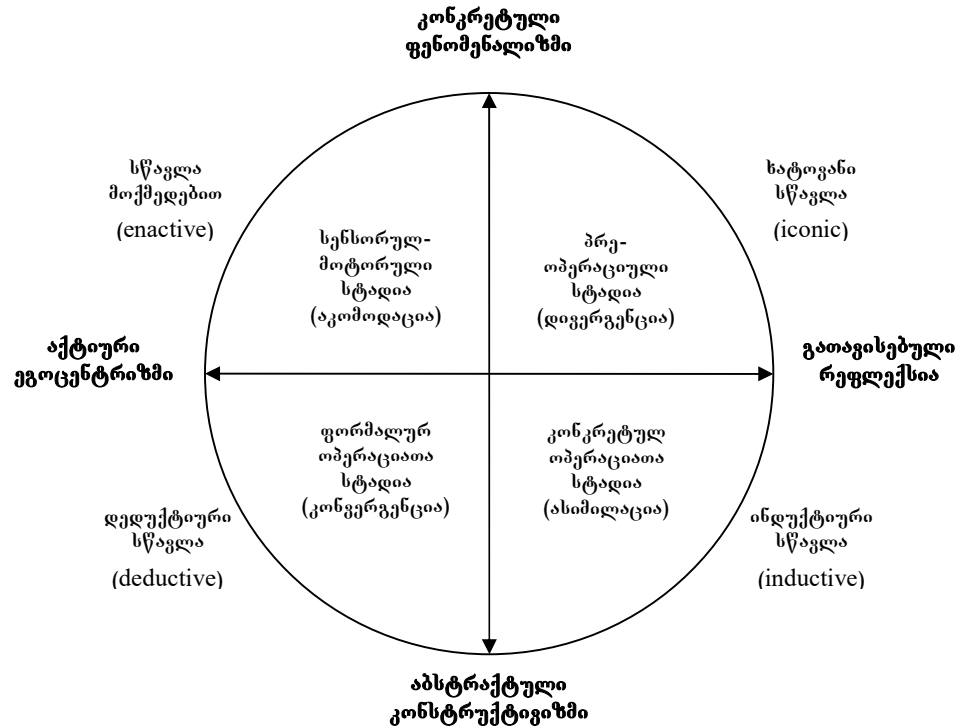 კონკრეტული
ფენომენალიზმი
სწავლა
მოქმედებით
(enactive)
ხატოვანი
სწავლა
(iconic)
სენსორულ-
მოტორული
სტადია
(აკომოდაცია)
პრე-
ოპერაციული
სტადია
(დივერგენცია)
აქტიური
ეგოცენტრიზმი
გათავისებული
რეფლექსია
ფორმალურ
ოპერაციათა
სტადია
(კონვერგენცია)
კონკრეტულ
ოპერაციათა
სტადია
(ასიმილაცია)
დედუქტიური
სწავლა
(deductive)
ინდუქტიური
სწავლა
(inductive)
აბსტრაქტული
კონსტრუქტივიზმი